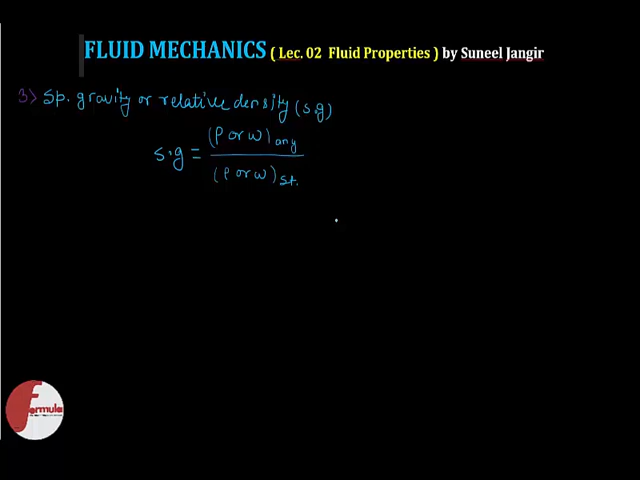 FLUID MECHANICS ( Lec. 02 Fluid Properties ) by Suneel Jangir
3> Sp. gravity or relative density (s.g)
s.g = (ρ or w) any
(ρ or w) st.
formula